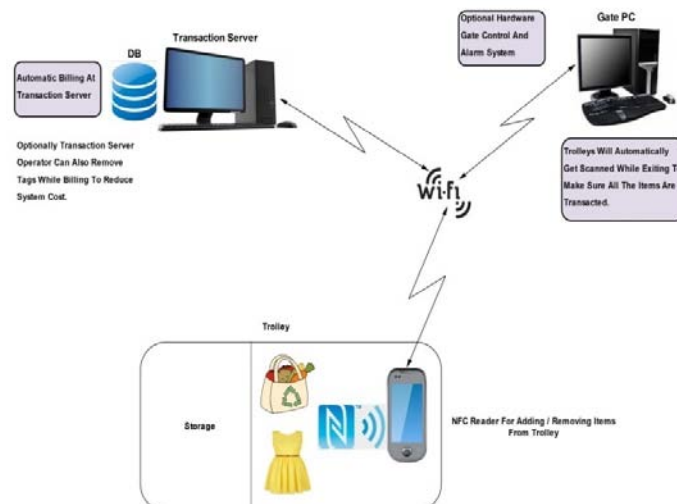 Transaction Server
DB
Automatic Billing At
Transaction Server
Optionally Transaction Server
Operator Can Also Remove
Tags While Billing To Reduce
System Cost.
Optional Hardware
Gate Control And
Alarm System
Gate PC
Trolleys Will Automatically
Get Scanned While Exiting To
Make Sure All The Items Are
Transacted.
Wi-Fi
Trolley
Storage
NFC Reader For Adding / Removing Items
From Trolley